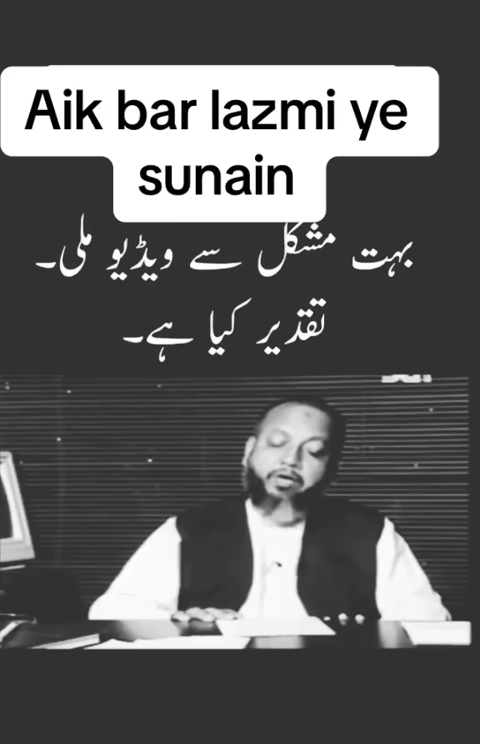 Aik bar lazmi ye
sunain
بہت مشکل سے ویڈیو ملی۔
تقدیر کیا ہے۔